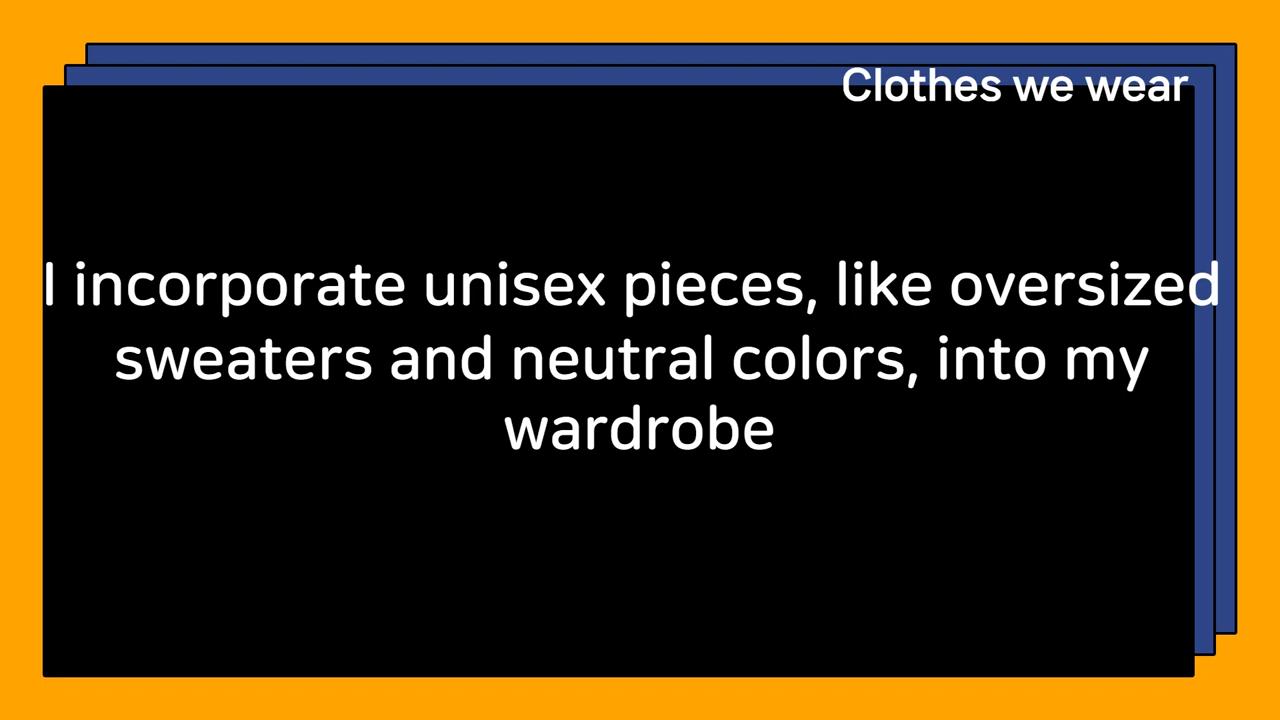 Clothes we wear
I incorporate unisex pieces, like oversized
sweaters and neutral colors, into my
wardrobe